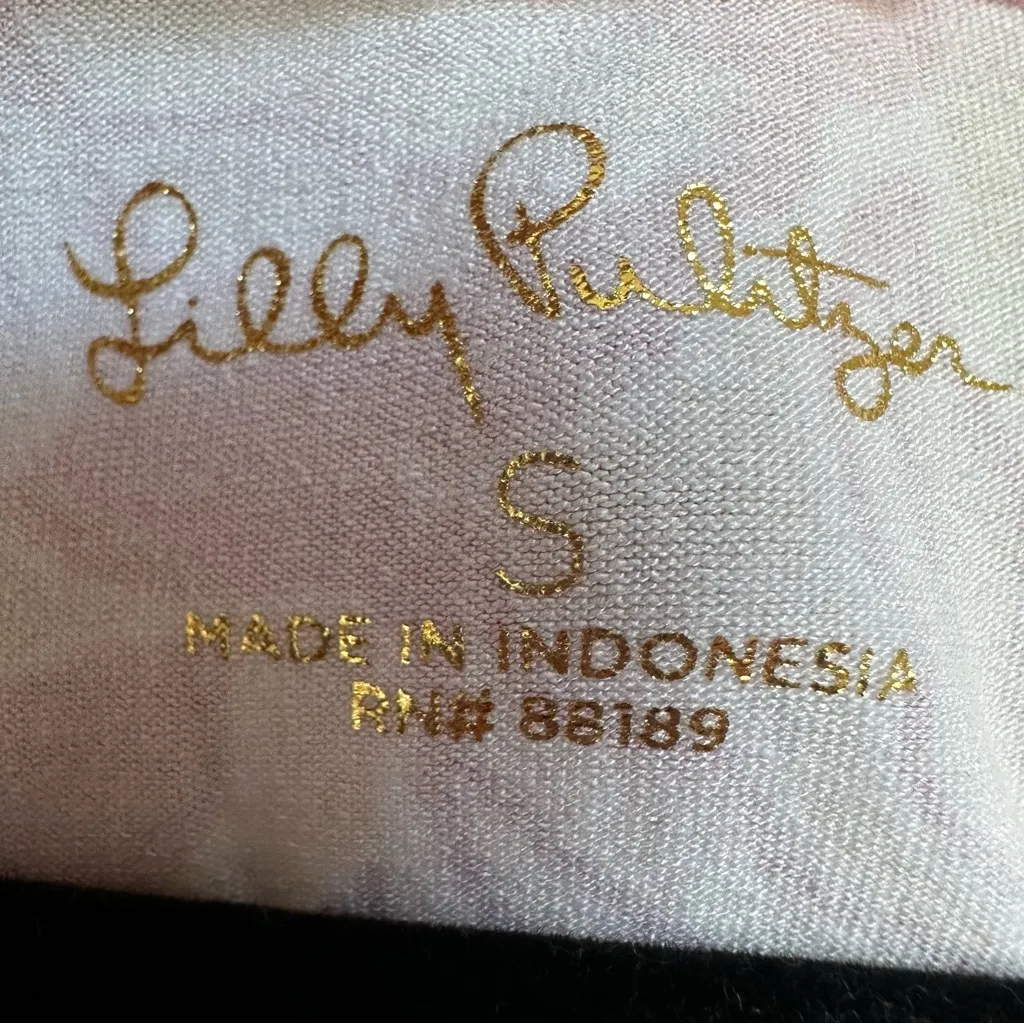 Lilly Pulitzer
S
MADE IN INDONESIA
RN# 88189